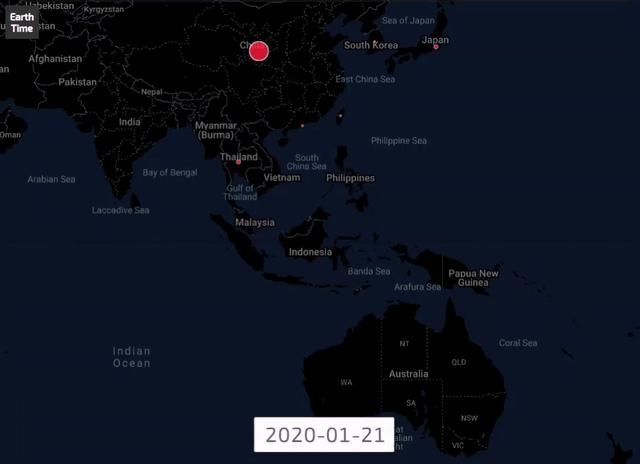 Earth
Time
Uzbekistan
Kyrgyzstan
Sea of Japan
China
South Korea
Japan
Afghanistan
Pakistan
East China Sea
Nepal
India
Oman
Myanmar
(Burma)
Philippine Sea
Thailand
South
China Sea
Bay of Bengal
Arabian Sea
Vietnam
Philippines
Gulf of
Thailand
Laccadive Sea
Malaysia
Indonesia
Banda Sea
Papua New
Guinea
Arafura Sea
Indian
Ocean
NT
Coral Sea
QLD
Australia
WA
SA
NSW
VIC
2020-01-21